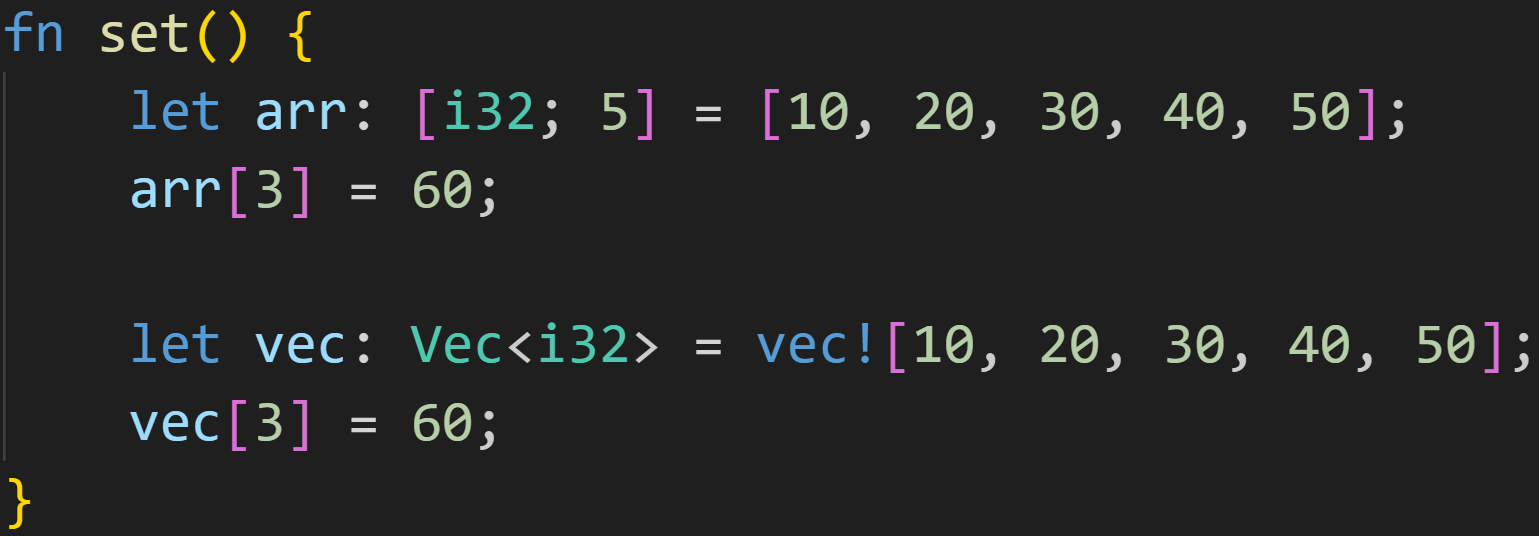 fn set() {
    let arr: [i32; 5] = [10, 20, 30, 40, 50];
    arr[3] = 60;

    let vec: Vec<i32> = vec![10, 20, 30, 40, 50];
    vec[3] = 60;
}